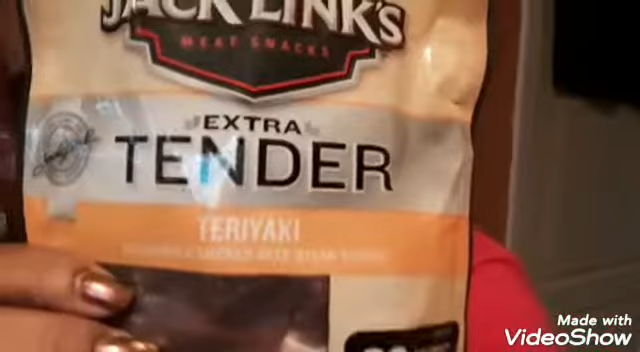 JACK LINK'S
MEAT SNACKS
EXTRA
TENDER
TERIYAKI
Made with
VideoShow